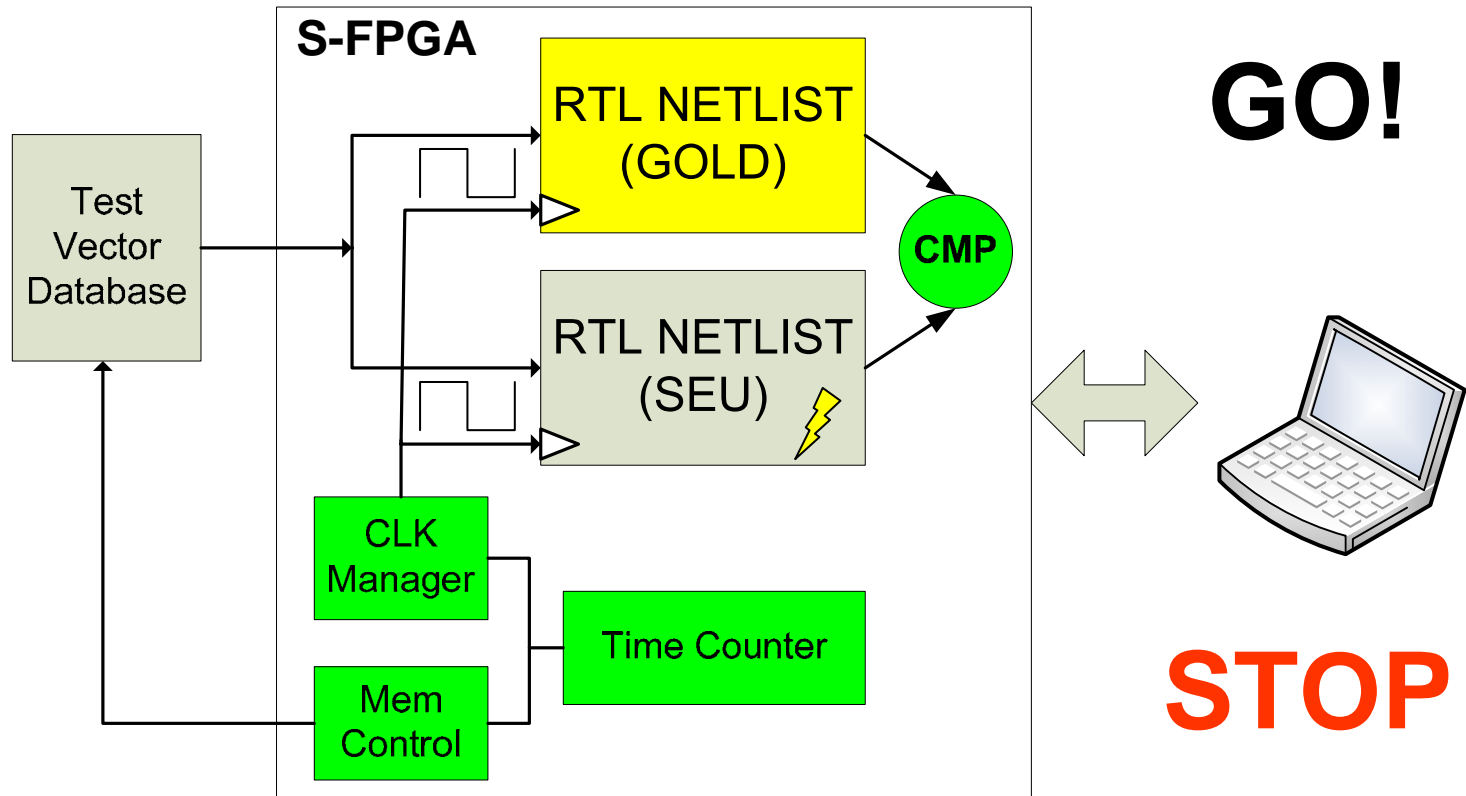 S-FPGA
RTL NETLIST
(GOLD)
GO!
Test
Vector
Database
CMP
RTL NETLIST
(SEU)
CLK
Manager
Time Counter
Mem
Control
STOP